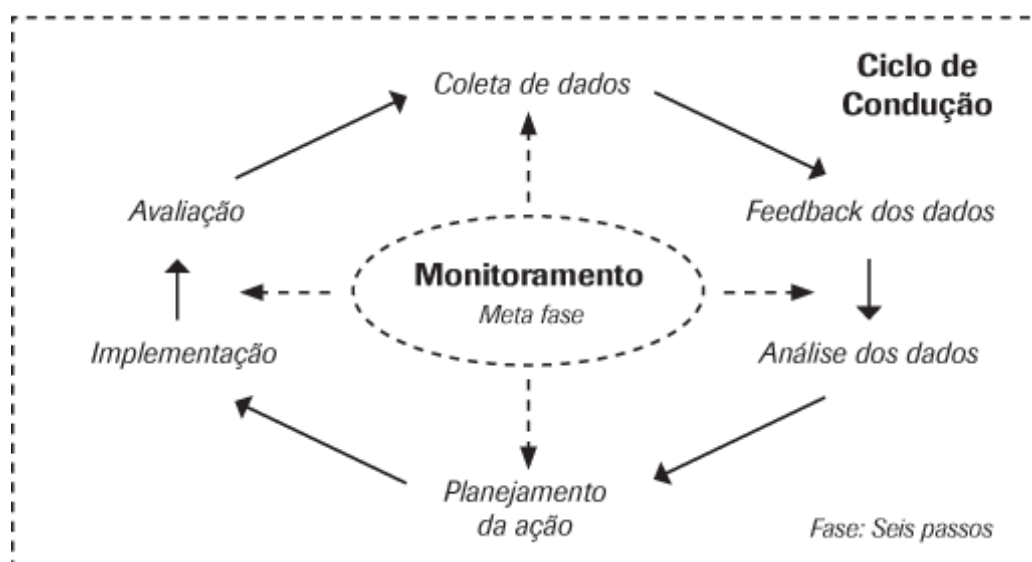 Ciclo de
Condução
Coleta de dados
Avaliação
Feedback dos dados
Monitoramento
Meta fase
Implementação
Análise dos dados
Planejamento
da ação
Fase: Seis passos